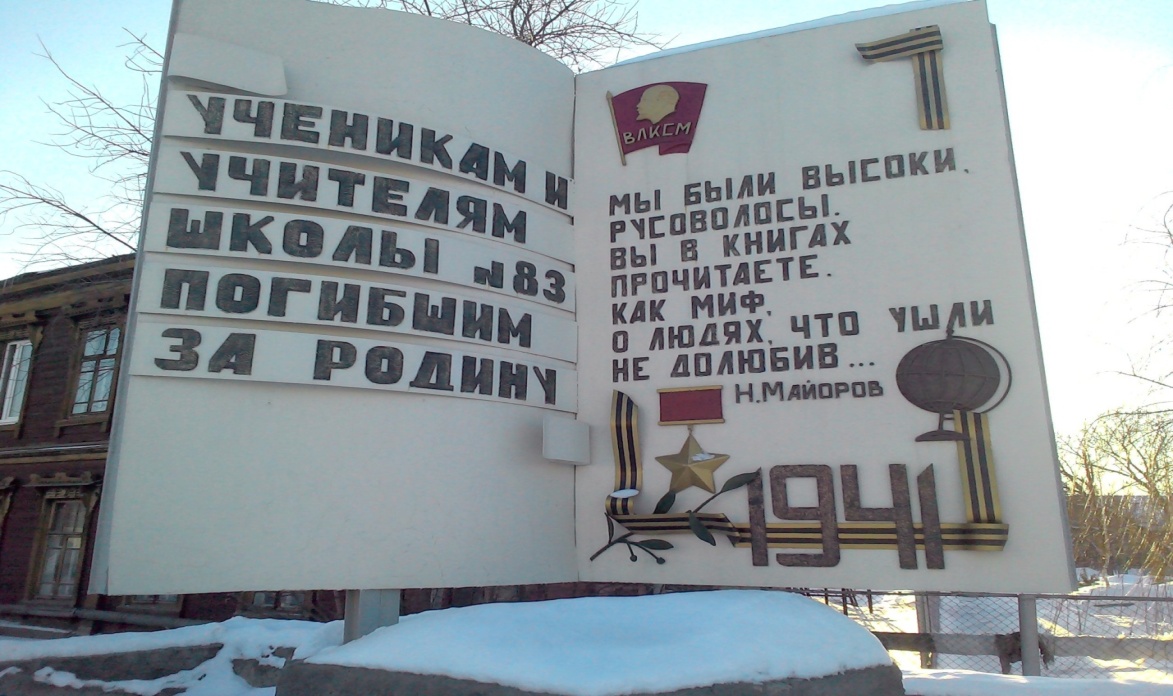 УЧЕНИКАМ И
УЧИТЕЛЯМ
ШКОЛЫ №83
ПОГИБШИМ
ЗА РОДИНУ
ВЛКСМ
МЫ БЫЛИ ВЫСОКИ,
РУСОВОЛОСЫ.
ВЫ В КНИГАХ
ПРОЧИТАЕТЕ.
КАК МИФ,
О ЛЮДЯХ, ЧТО УШЛИ
НЕ ДОЛЮБИВ...
Н.МАЙОРОВ
1941